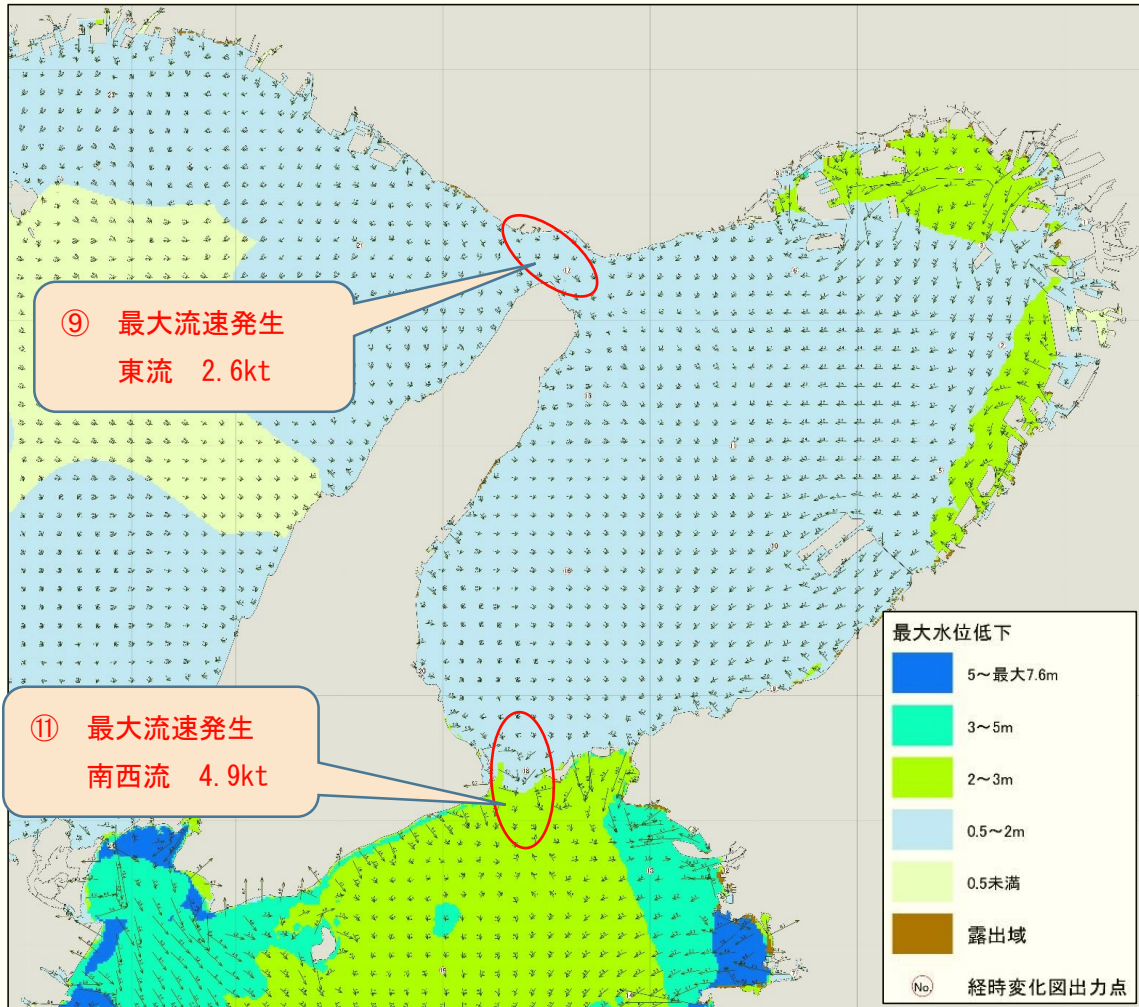 ⑨ 最大流速発生
東流 2.6kt
⑪ 最大流速発生
南西流 4.9kt
最大水位低下
5～最大7.6m
3～5m
2～3m
0.5～2m
0.5未満
露出域
No. 経時変化図出力点